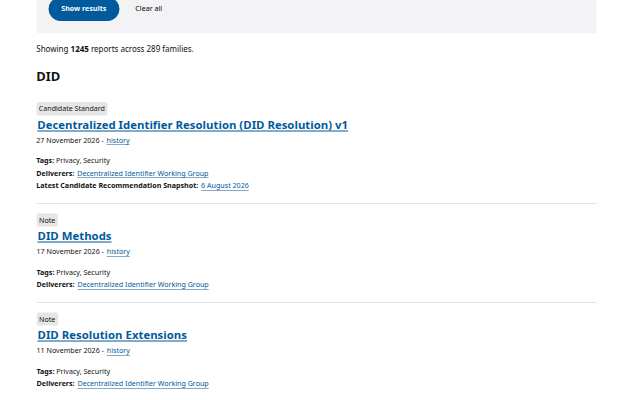 Show results Clear all
Showing 1245 reports across 289 families.
DID
Candidate Standard
Decentralized Identifier Resolution (DID Resolution) v1
27 November 2026 - history
Tags: Privacy, Security
Deliverers: Decentralized Identifier Working Group
Latest Candidate Recommendation Snapshot: 6 August 2026
Note
DID Methods
17 November 2026 - history
Tags: Privacy, Security
Deliverers: Decentralized Identifier Working Group
Note
DID Resolution Extensions
11 November 2026 - history
Tags: Privacy, Security
Deliverers: Decentralized Identifier Working Group